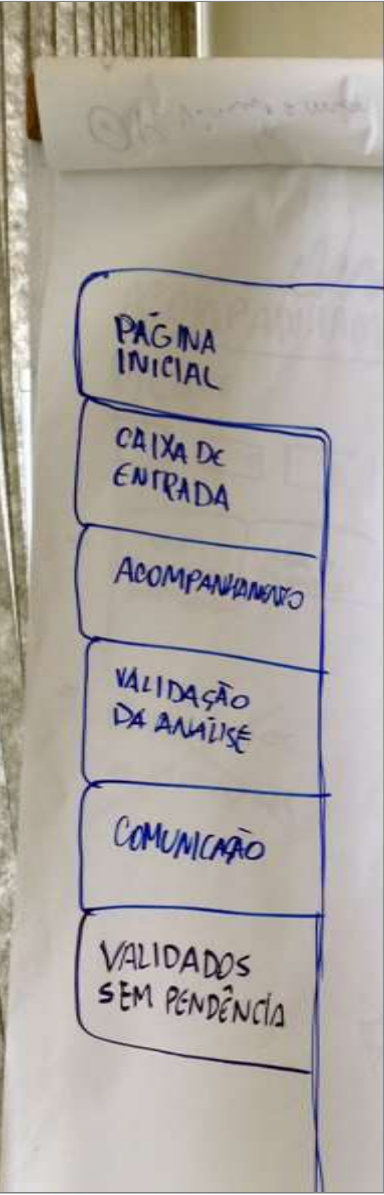 PÁGINA
INICIAL
CAIXA DE
ENTRADA
ACOMPANHAMENTO
VALIDAÇÃO
DA ANÁLISE
COMUNICAÇÃO
VALIDADOS
SEM PENDÊNCIA